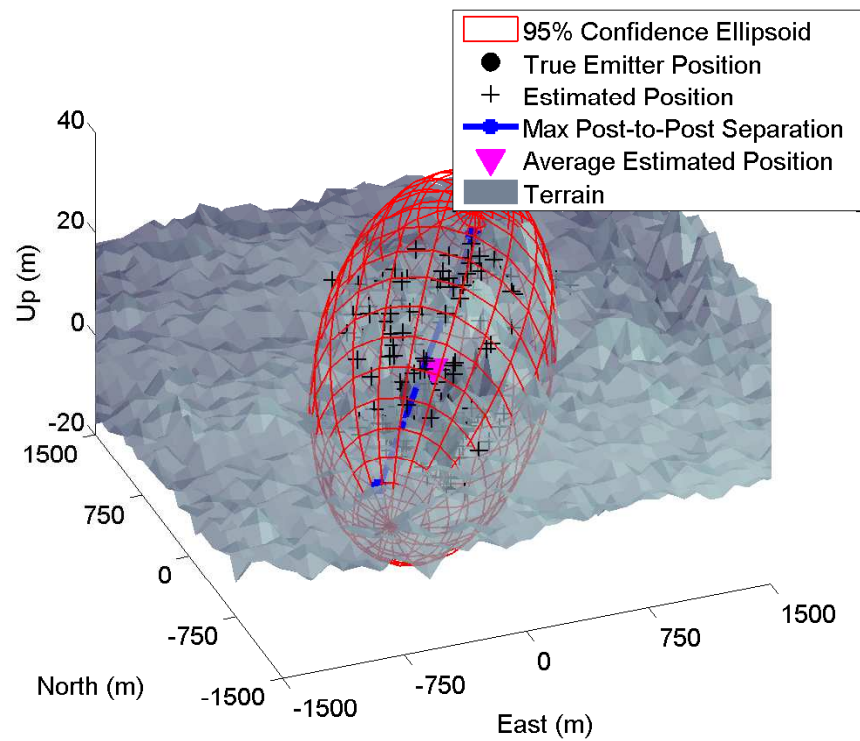 95% Confidence Ellipsoid
True Emitter Position
Estimated Position
Max Post-to-Post Separation
Average Estimated Position
Terrain
40
20
0
-20
Up (m)
1500
750
0
-750
-1500
North (m)
-1500
-750
0
750
1500
East (m)